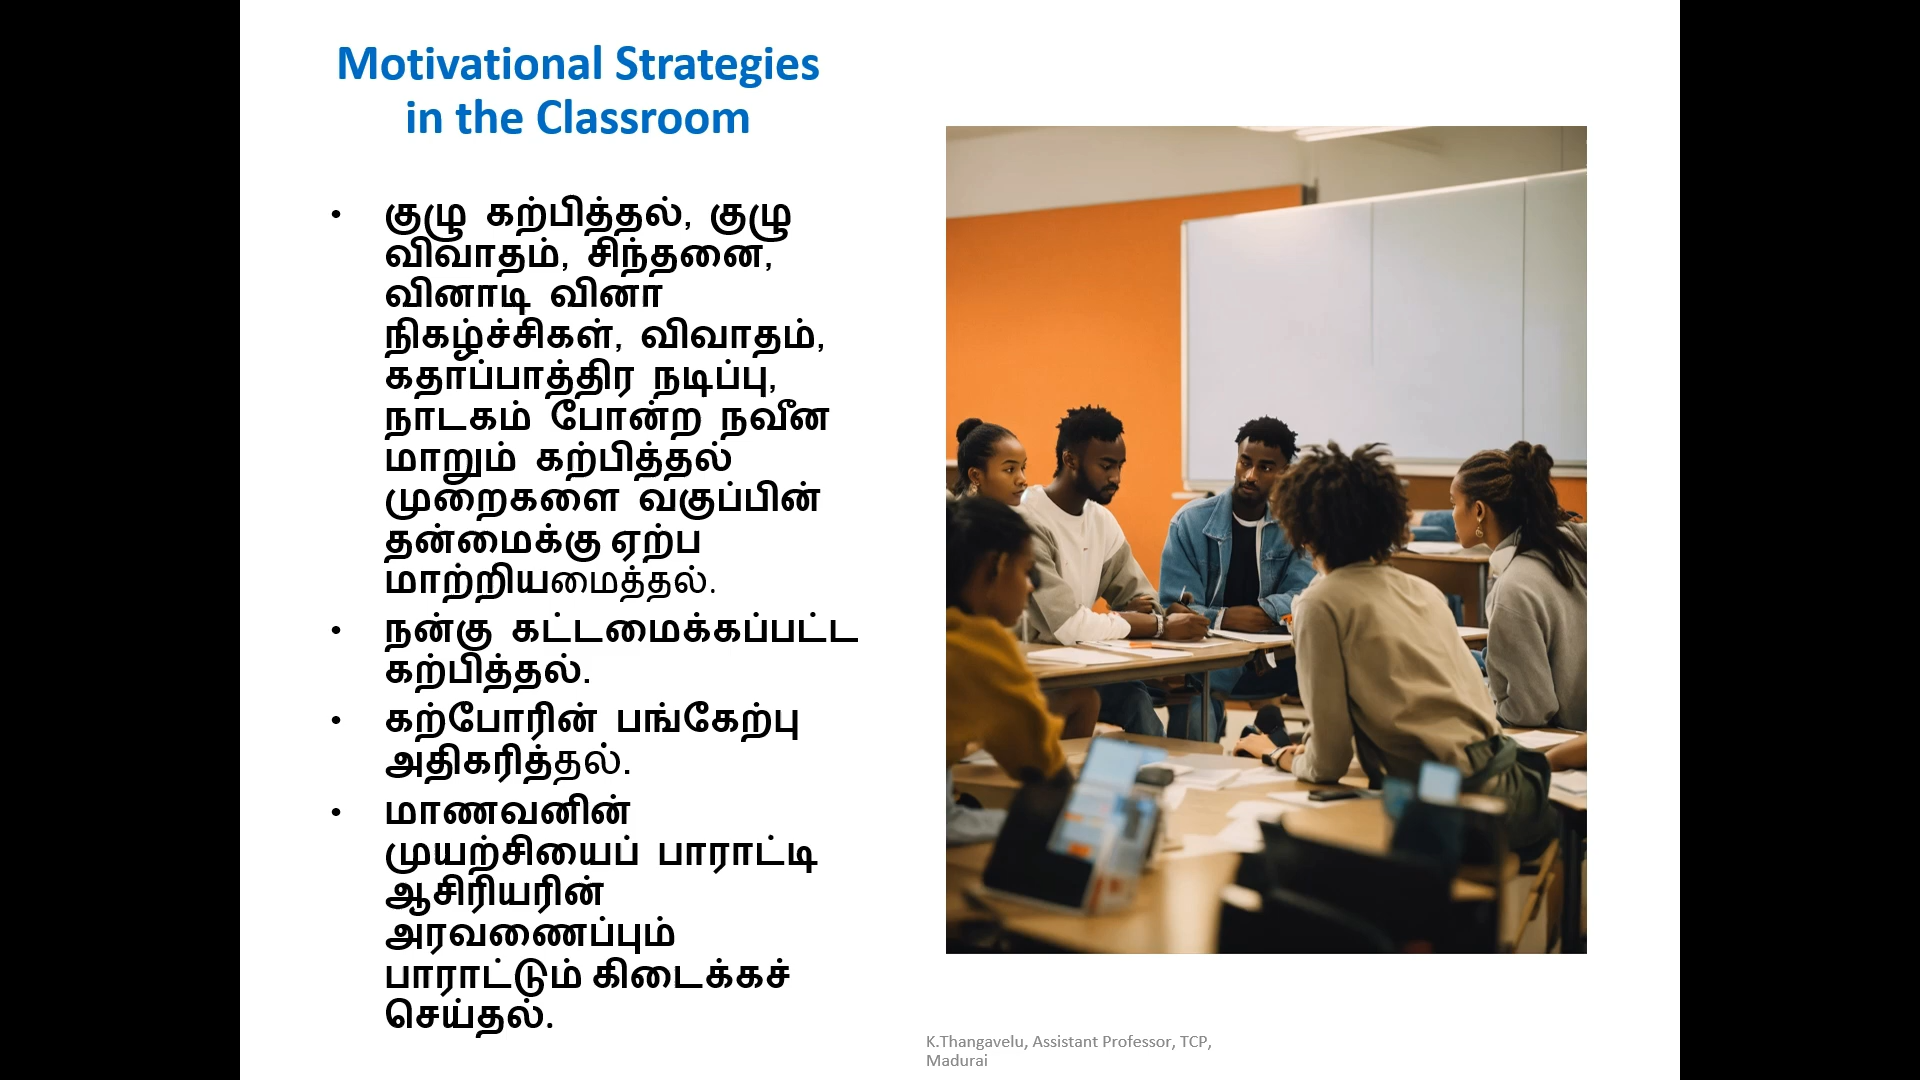 Motivational Strategies
in the Classroom
• குழு கற்பித்தல், குழு
விவாதம், சிந்தனை,
வினாடி வினா
நிகழ்ச்சிகள், விவாதம்,
கதாப்பாத்திர நடிப்பு,
நாடகம் போன்ற நவீன
மாறும் கற்பித்தல்
முறைகளை வகுப்பின்
தன்மைக்கு ஏற்ப
மாற்றியமைத்தல்.
• நன்கு கட்டமைக்கப்பட்ட
கற்பித்தல்.
• கற்போரின் பங்கேற்பு
அதிகரித்தல்.
• மாணவனின்
முயற்சியைப் பாராட்டி
ஆசிரியரின்
அரவணைப்பும்
பாராட்டும் கிடைக்கச்
செய்தல்.
K.Thangavelu, Assistant Professor, TCP,
Madurai